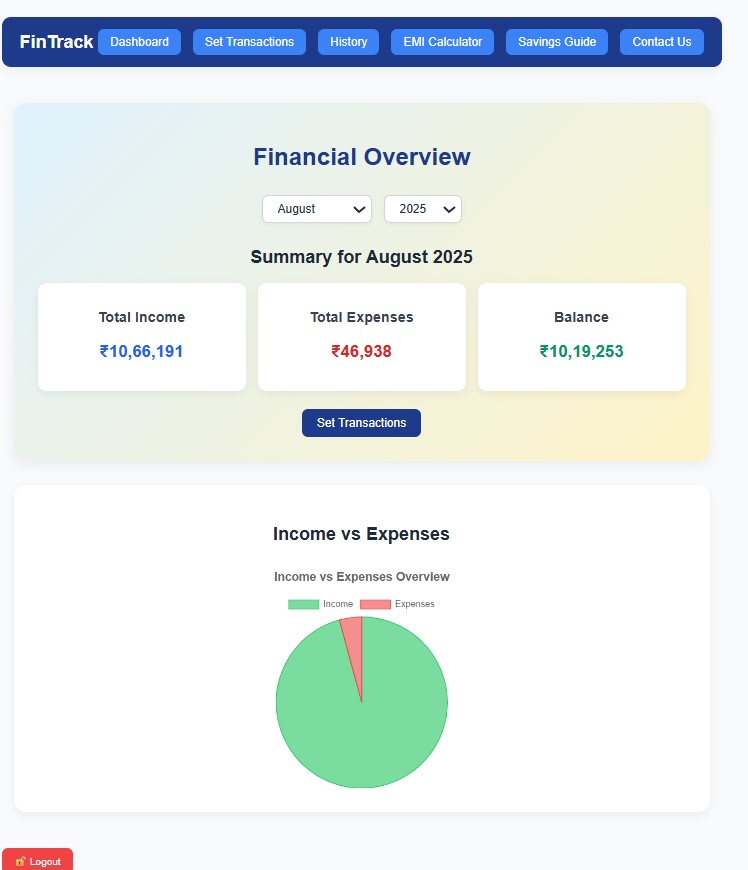 FinTrack Dashboard Set Transactions History EMI Calculator Savings Guide Contact Us
Financial Overview
August 2025
Summary for August 2025
Total Income Total Expenses Balance
₹10,66,191 ₹46,938 ₹10,19,253
Set Transactions
Income vs Expenses
Income vs Expenses Overview
Income Expenses
Logout